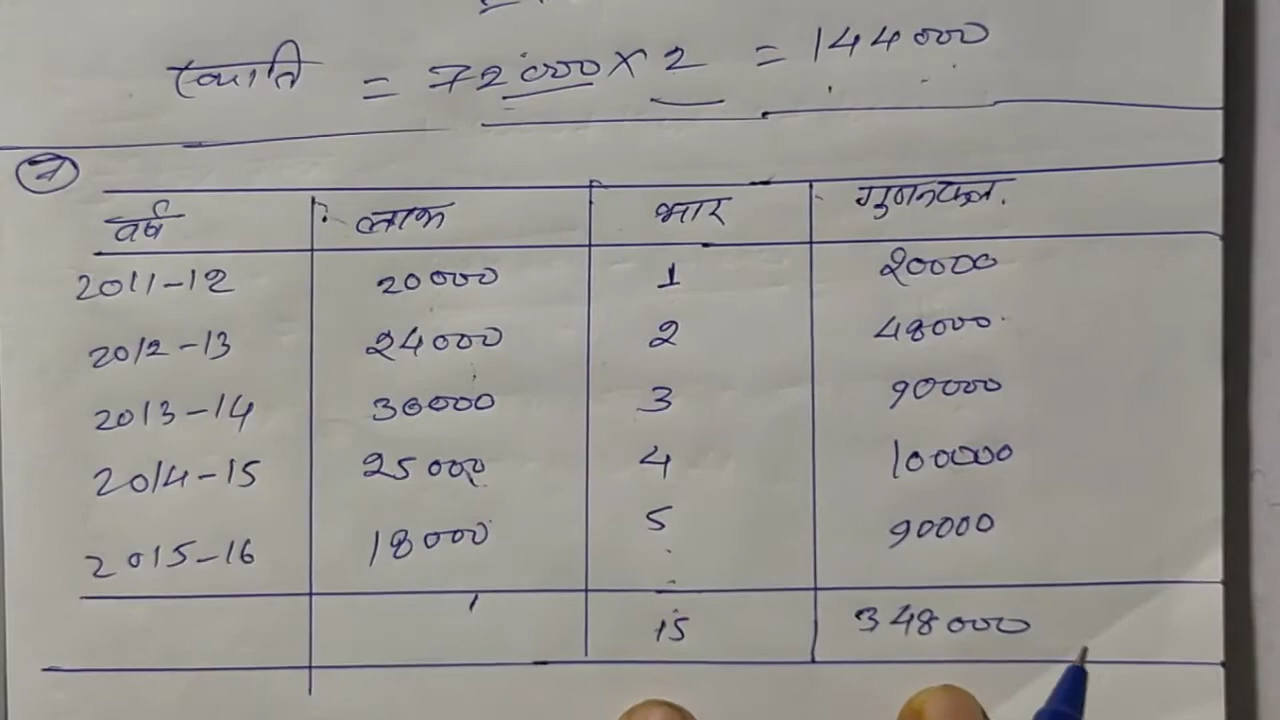 ख्याति = 72000 × 2 = 144000
7
वर्ष लाभ भार गुणनफल.
2011-12 20000 1 20000
2012-13 24000 2 48000
2013-14 30000 3 90000
2014-15 25000 4 100000
2015-16 18000 5 90000
15 348000